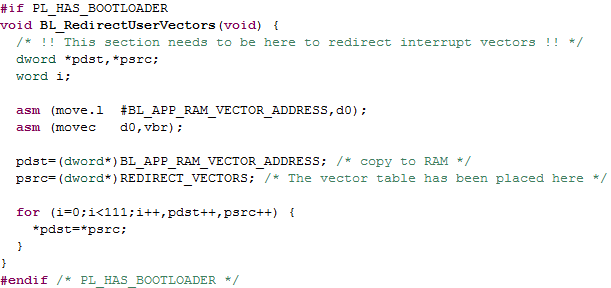 #if PL_HAS_BOOTLOADER
void BL_RedirectUserVectors(void) {
  /* !! This section needs to be here to redirect interrupt vectors !! */
  dword *pdst,*psrc;
  word i;

  asm (move.l  #BL_APP_RAM_VECTOR_ADDRESS,d0);
  asm (movec   d0,vbr);

  pdst=(dword*)BL_APP_RAM_VECTOR_ADDRESS; /* copy to RAM */
  psrc=(dword*)REDIRECT_VECTORS; /* The vector table has been placed here */

  for (i=0;i<111;i++,pdst++,psrc++) {
    *pdst=*psrc;
  }
}
#endif /* PL_HAS_BOOTLOADER */